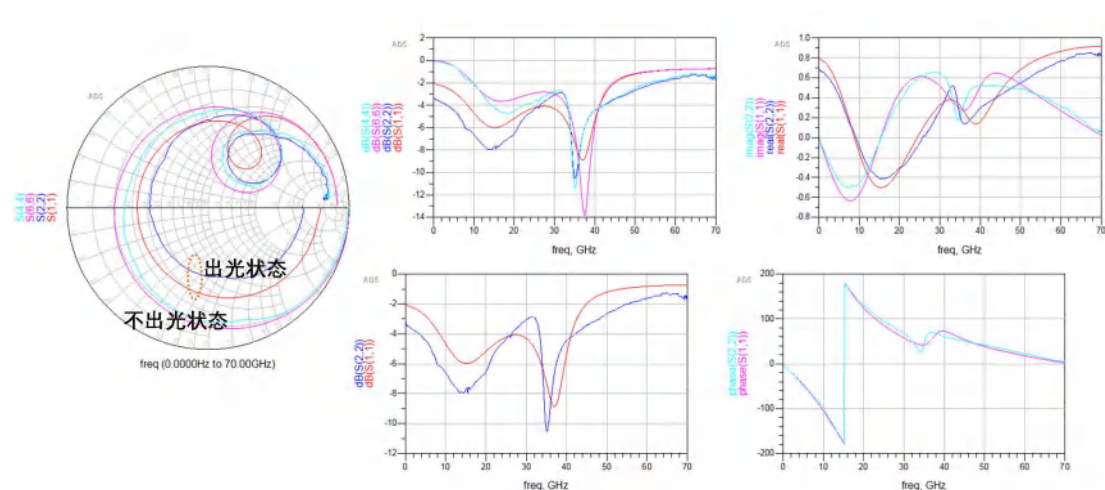 ADS
S(4,4)
S(6,6)
S(2,2)
S(1,1)
出光状态
不出光状态
freq (0.0000Hz to 70.00GHz)
ADS
dB(S(4,4))
dB(S(6,6))
dB(S(2,2))
dB(S(1,1))
2
0
-2
-4
-6
-8
-10
-12
-14
0 10 20 30 40 50 60 70
freq, GHz
ADS
imag(S(2,2))
imag(S(1,1))
real(S(2,2))
real(S(1,1))
1.0
0.8
0.6
0.4
0.2
0.0
-0.2
-0.4
-0.6
-0.8
0 10 20 30 40 50 60 70
freq, GHz
ADS
dB(S(2,2))
dB(S(1,1))
0
-2
-4
-6
-8
-10
-12
0 10 20 30 40 50 60 70
freq, GHz
ADS
phase(S(2,2))
phase(S(1,1))
200
100
0
-100
-200
0 10 20 30 40 50 60 70
freq, GHz